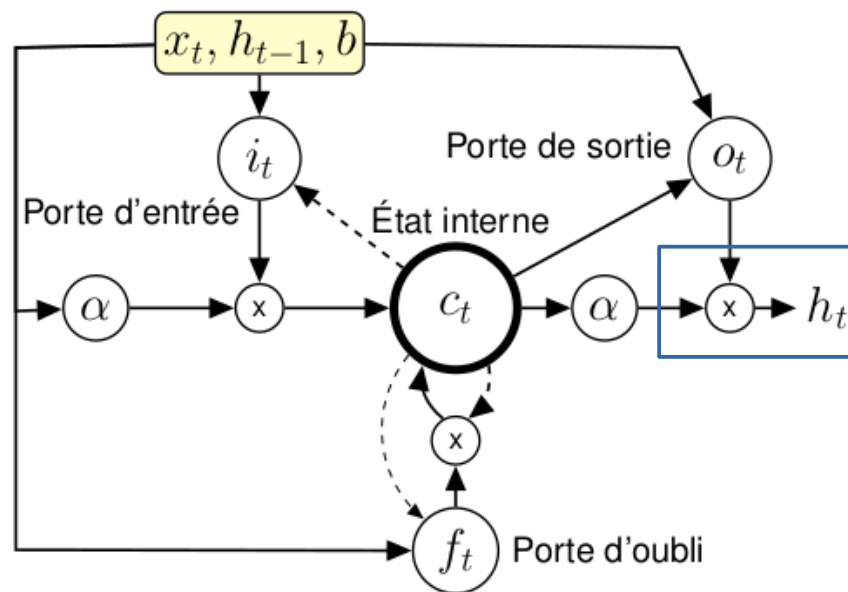 x_t, h_{t-1}, b
i_t
Porte de sortie
o_t
Porte d'entrée
État interne
α
x
c_t
α
x
h_t
x
f_t
Porte d'oubli